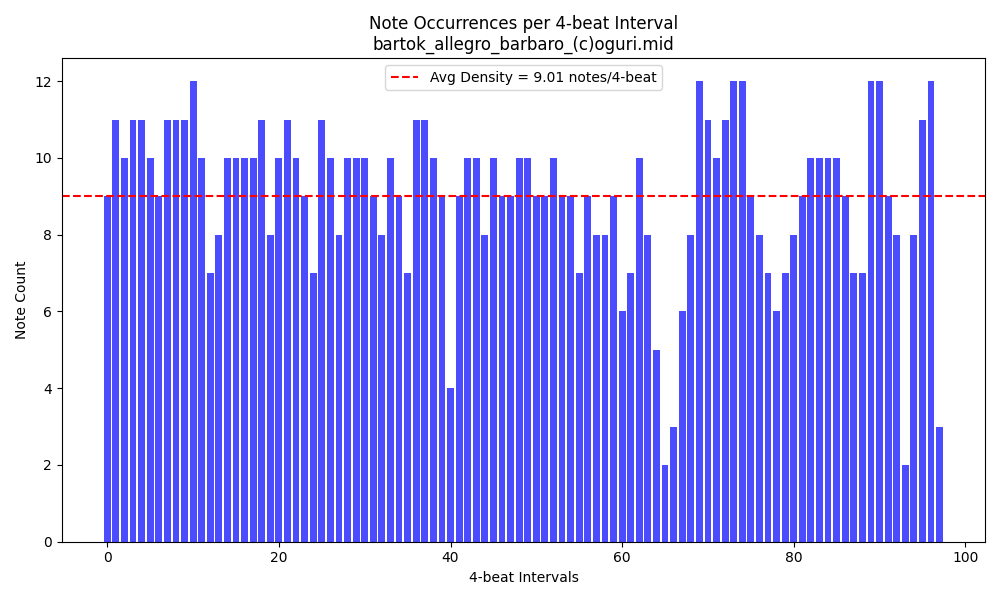 Note Occurrences per 4-beat Interval
bartok_allegro_barbaro_(c)oguri.mid
Avg Density = 9.01 notes/4-beat
Note Count
12
10
8
6
4
2
0
0 20 40 60 80 100
4-beat Intervals